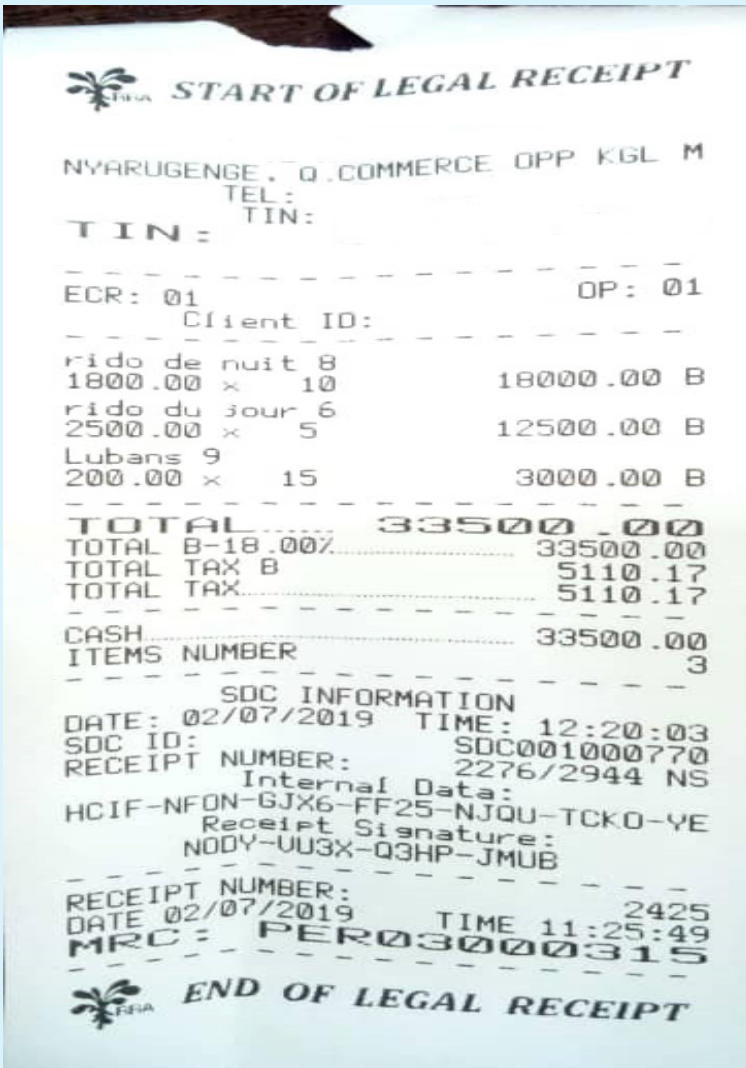 RRA START OF LEGAL RECEIPT
NYARUGENGE. Q.COMMERCE OPP KGL M
TEL:
TIN:
TIN:
ECR: 01 OP: 01
Client ID:
rido de nuit 8
1800.00 x 10 18000.00 B
rido du jour 6
2500.00 x 5 12500.00 B
Lubans 9
200.00 x 15 3000.00 B
TOTAL...... 33500.00
TOTAL B-18.00%........ 33500.00
TOTAL TAX B 5110.17
TOTAL TAX........ 5110.17
CASH........ 33500.00
ITEMS NUMBER 3
SDC INFORMATION
DATE: 02/07/2019 TIME: 12:20:03
SDC ID: SDC001000770
RECEIPT NUMBER: 2276/2944 NS
Internal Data:
HCIF-NFON-GJX6-FF25-NJQU-TCKO-YE
Receipt Signature:
NODY-UU3X-Q3HP-JMUB
RECEIPT NUMBER: 2425
DATE 02/07/2019 TIME 11:25:49
MRC: PER03000315
RRA END OF LEGAL RECEIPT